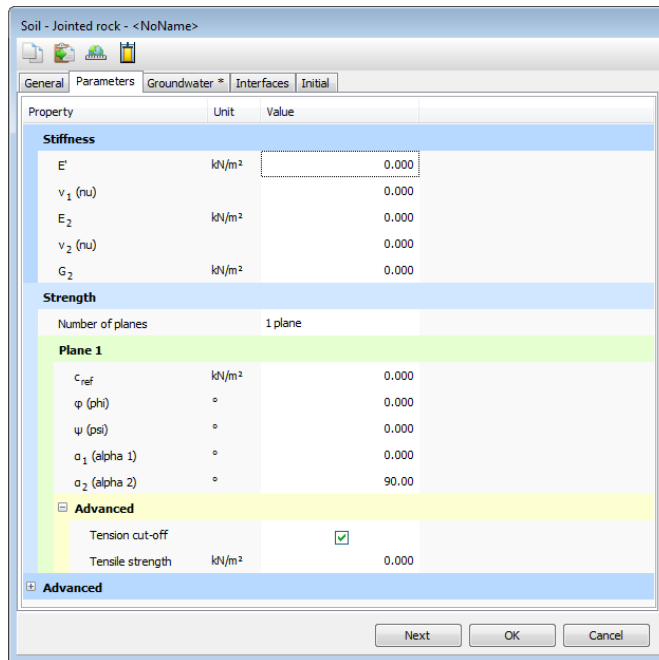 Soil - Jointed rock - <NoName>
General Parameters Groundwater * Interfaces Initial
Property Unit Value
Stiffness
E' kN/m² 0.000
ν₁ (nu) 0.000
E₂ kN/m² 0.000
ν₂ (nu) 0.000
G₂ kN/m² 0.000
Strength
Number of planes 1 plane
Plane 1
c_ref kN/m² 0.000
φ (phi) ° 0.000
ψ (psi) ° 0.000
α₁ (alpha 1) ° 0.000
α₂ (alpha 2) ° 90.00
Advanced
Tension cut-off
Tensile strength kN/m² 0.000
Advanced
Next OK Cancel